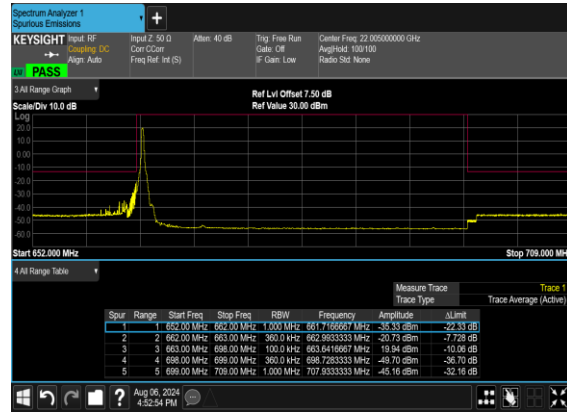 Spectrum Analyzer 1
Spurious Emissions
+
KEYSIGHT Input: RF Input Z: 50 Ω Atten: 40 dB Trig: Free Run Center Freq: 22.005000000 GHz
Coupling: DC Corr CCorr Gate: Off Avg|Hold: 100/100
Align: Auto Freq Ref: Int (S) IF Gain: Low Radio Std: None
PASS
3 All Range Graph
Ref Lvl Offset 7.50 dB
Scale/Div 10.0 dB Ref Value 30.00 dBm
Log
20.0
10.0
0.00
-10.0
-20.0
-30.0
-40.0
-50.0
-60.0
Start 652.000 MHz Stop 709.000 MH
4 All Range Table
Measure Trace Trace 1
Trace Type Trace Average (Active)
Spur Range Start Freq Stop Freq RBW Frequency Amplitude ΔLimit
1 1 652.00 MHz 662.00 MHz 1.000 MHz 661.7166667 MHz -35.33 dBm -22.33 dB
2 2 662.00 MHz 663.00 MHz 360.0 kHz 662.9933333 MHz -20.73 dBm -7.728 dB
3 3 663.00 MHz 698.00 MHz 100.0 kHz 663.6416667 MHz 19.94 dBm -10.06 dB
4 4 698.00 MHz 699.00 MHz 360.0 kHz 698.7283333 MHz -49.70 dBm -36.70 dB
5 5 699.00 MHz 709.00 MHz 1.000 MHz 707.9333333 MHz -45.16 dBm -32.16 dB
?
Aug 06, 2024
4:52:54 PM